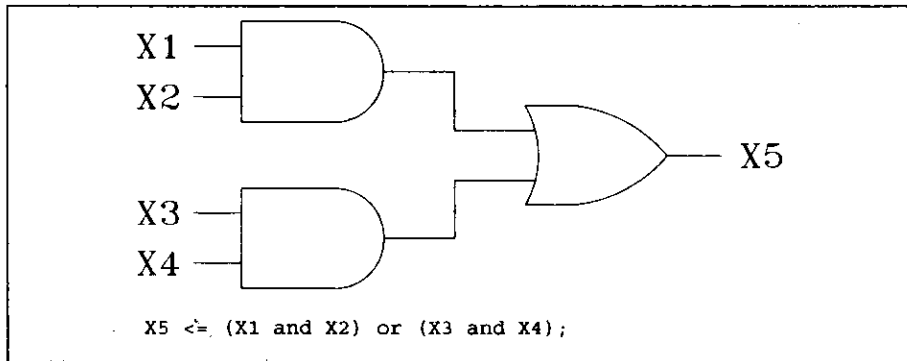 X1
X2
X5
X3
X4
X5 <= (X1 and X2) or (X3 and X4);